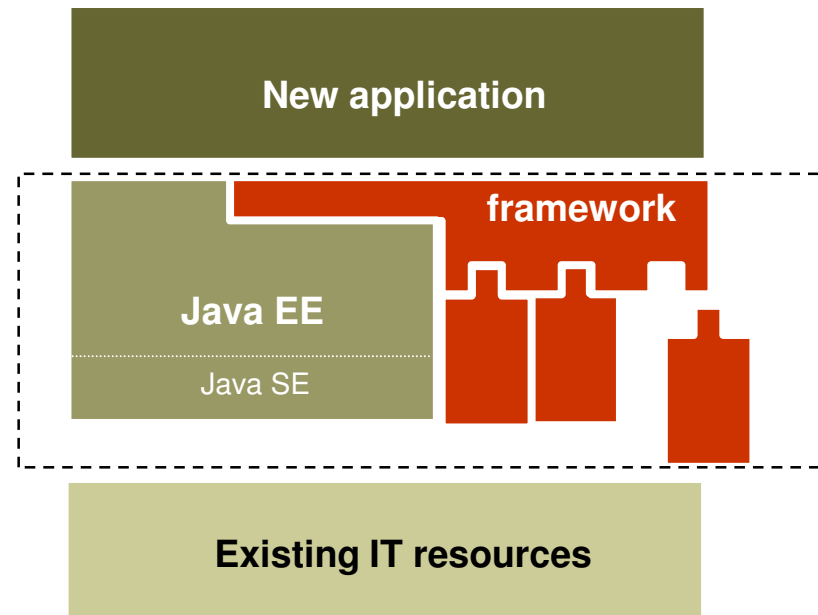 New application
framework
Java EE
Java SE
Existing IT resources